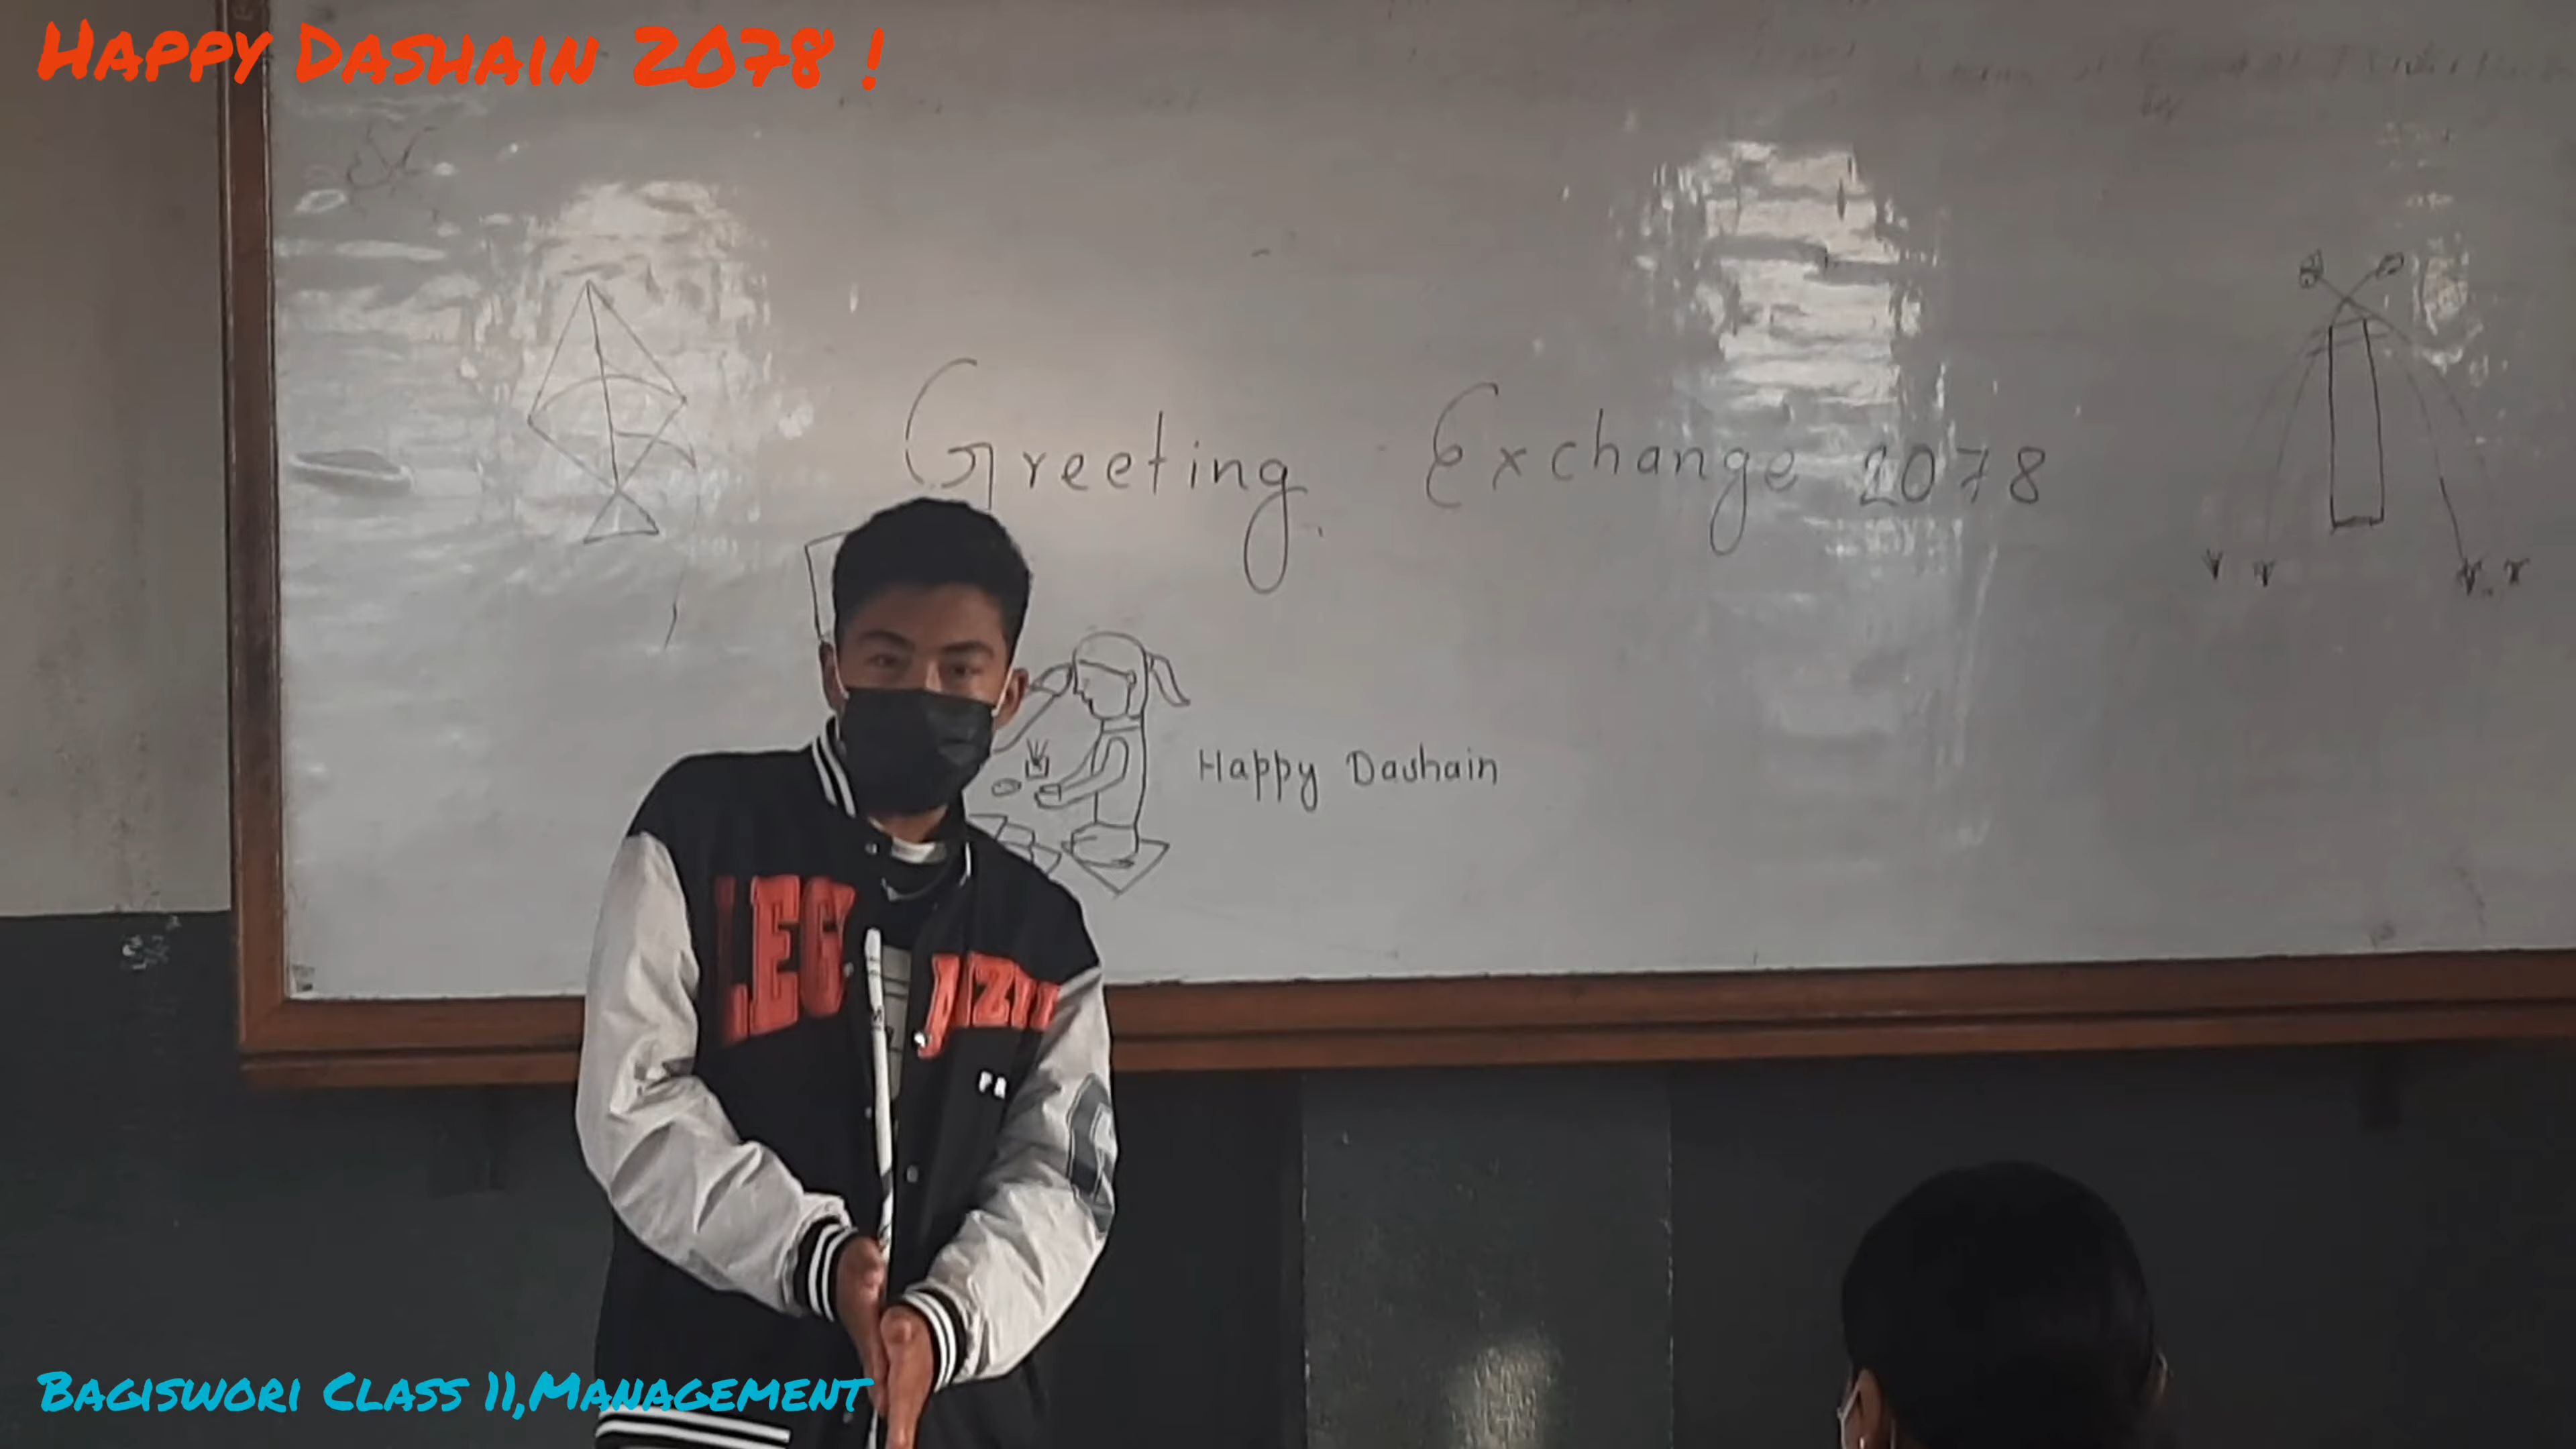 Happy Dashain 2078 !
Greeting Exchange 2078
Happy Dashain
Bagiswori Class 11,Management